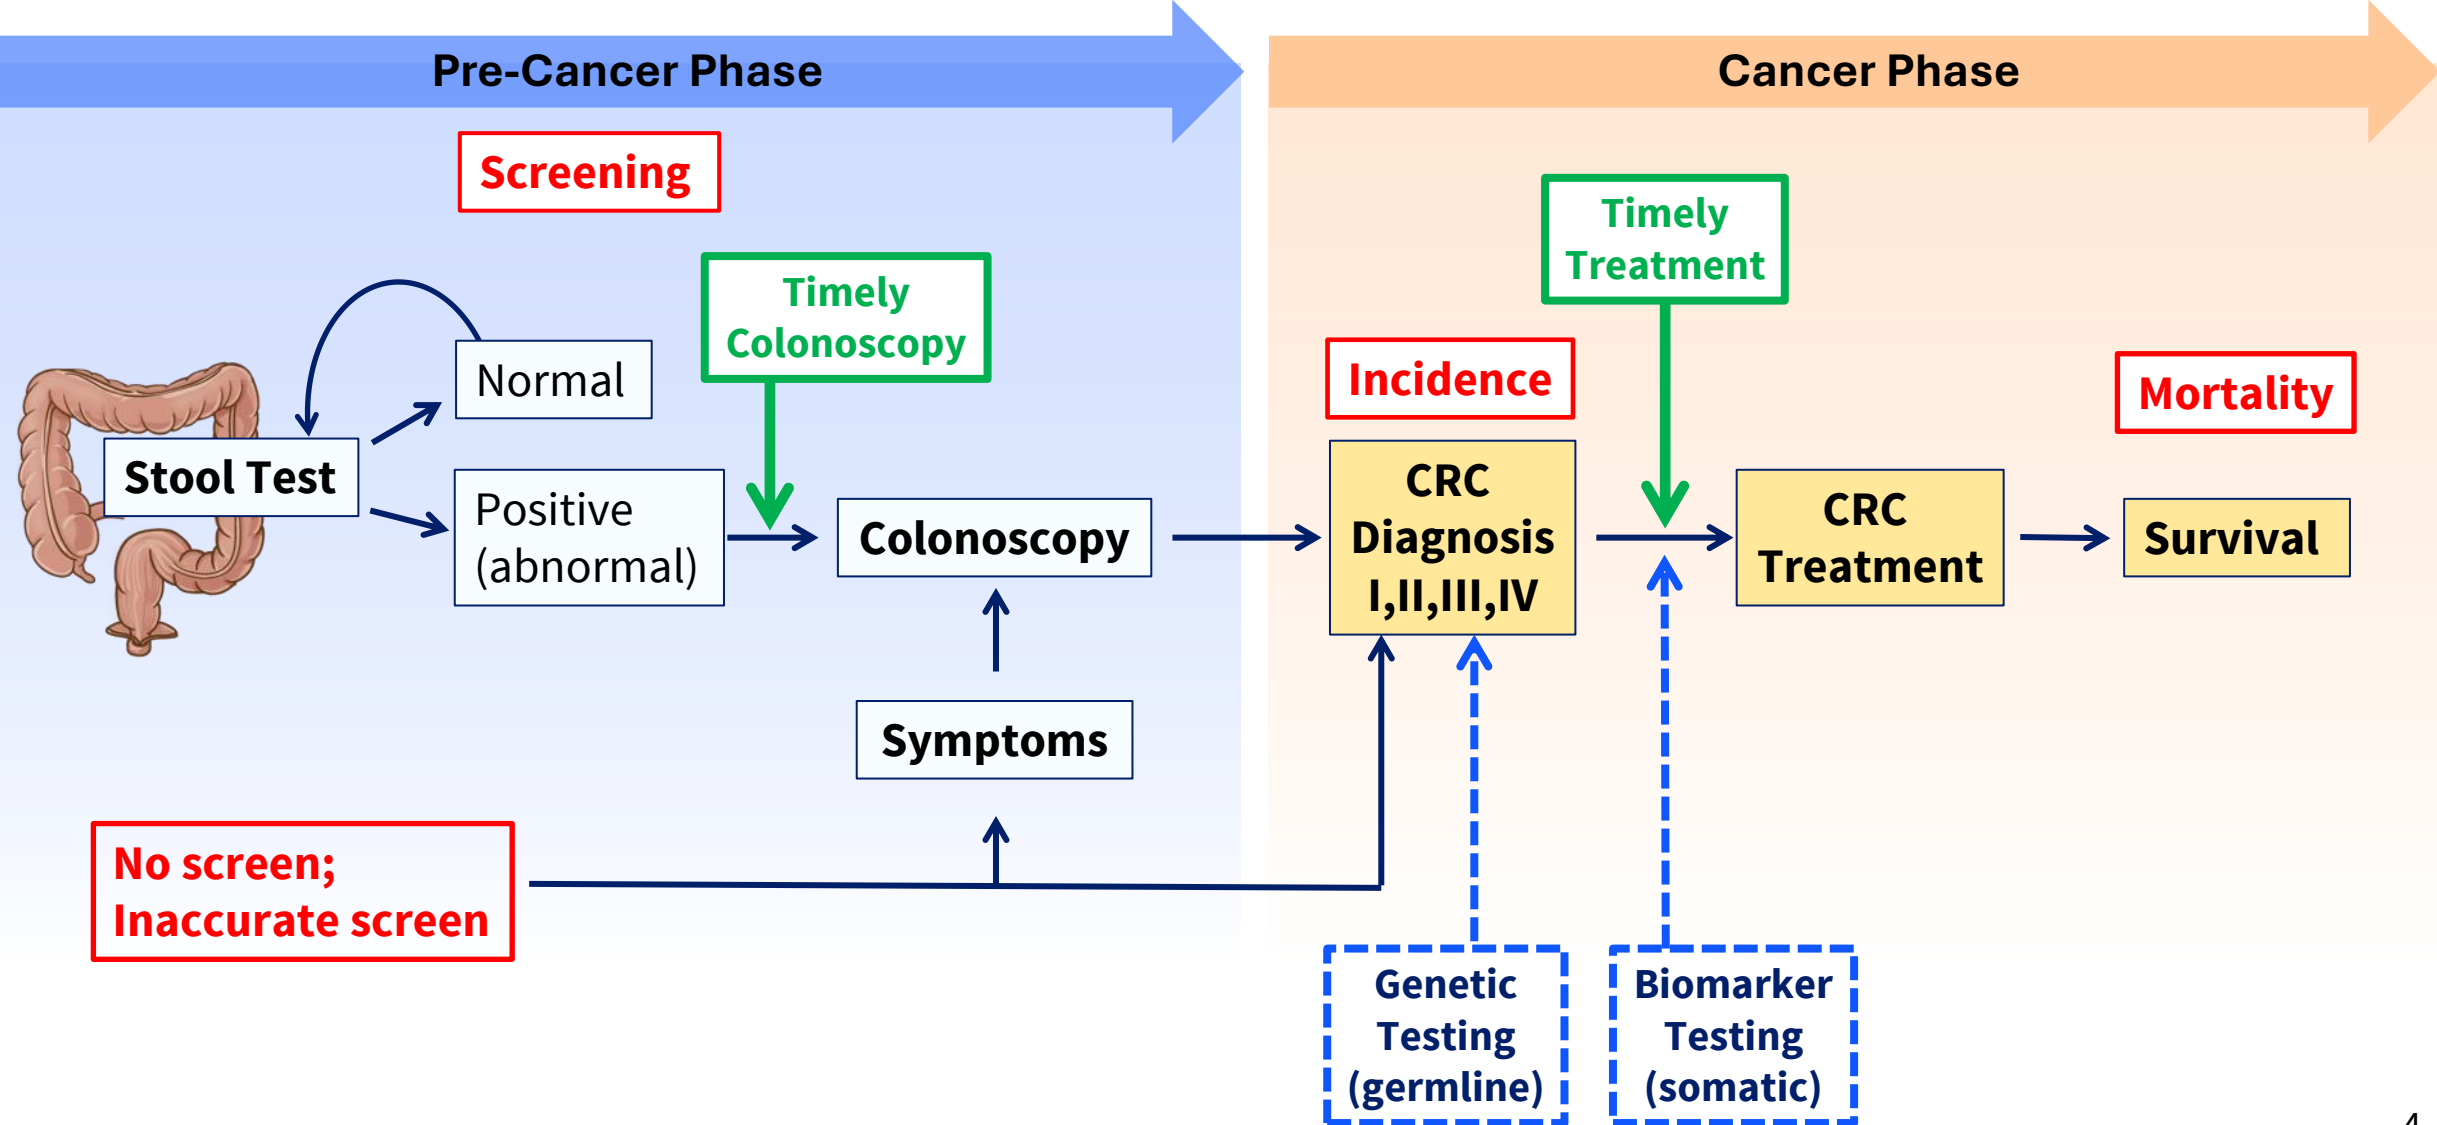 Pre-Cancer Phase
Cancer Phase
Screening
Timely
Colonoscopy
Timely
Treatment
Normal
Stool Test
Positive
(abnormal)
Colonoscopy
Symptoms
No screen;
Inaccurate screen
Incidence
CRC
Diagnosis
I,II,III,IV
CRC
Treatment
Mortality
Survival
Genetic
Testing
(germline)
Biomarker
Testing
(somatic)
4